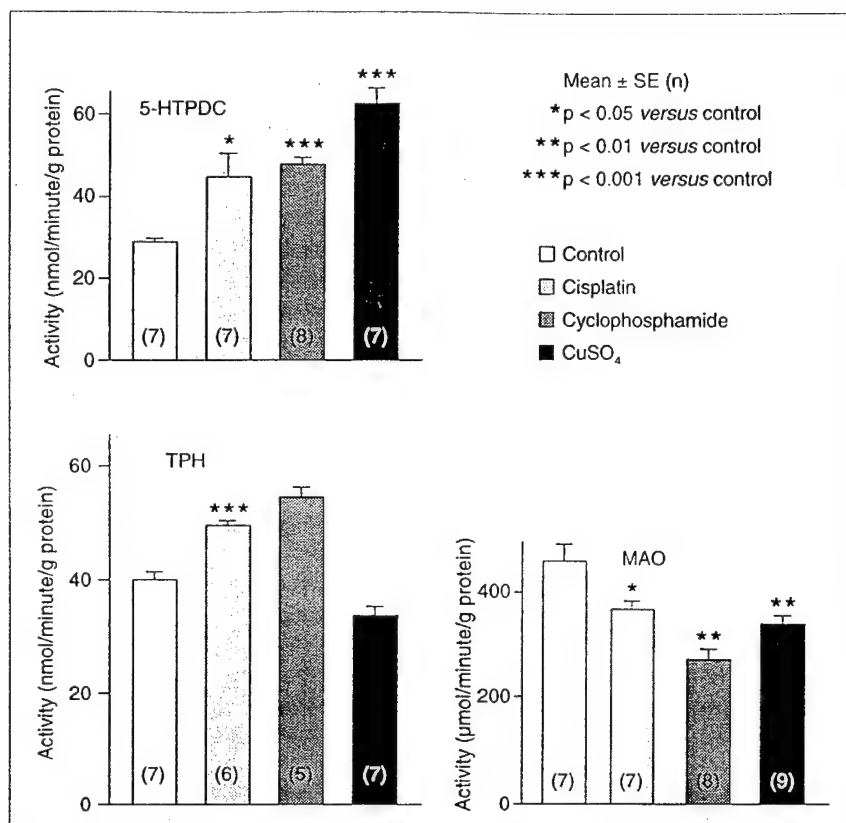 5-HTPDC
Activity (nmol/minute/g protein)
60
40
20
0
*
***
***
(7)
(7)
(8)
(7)
Mean ± SE (n)
*p < 0.05 versus control
**p < 0.01 versus control
***p < 0.001 versus control
Control
Cisplatin
Cyclophosphamide
CuSO₄
TPH
Activity (nmol/minute/g protein)
60
40
20
0
***
(7)
(6)
(5)
(7)
MAO
Activity (µmol/minute/g protein)
400
200
0
*
**
**
(7)
(7)
(8)
(9)